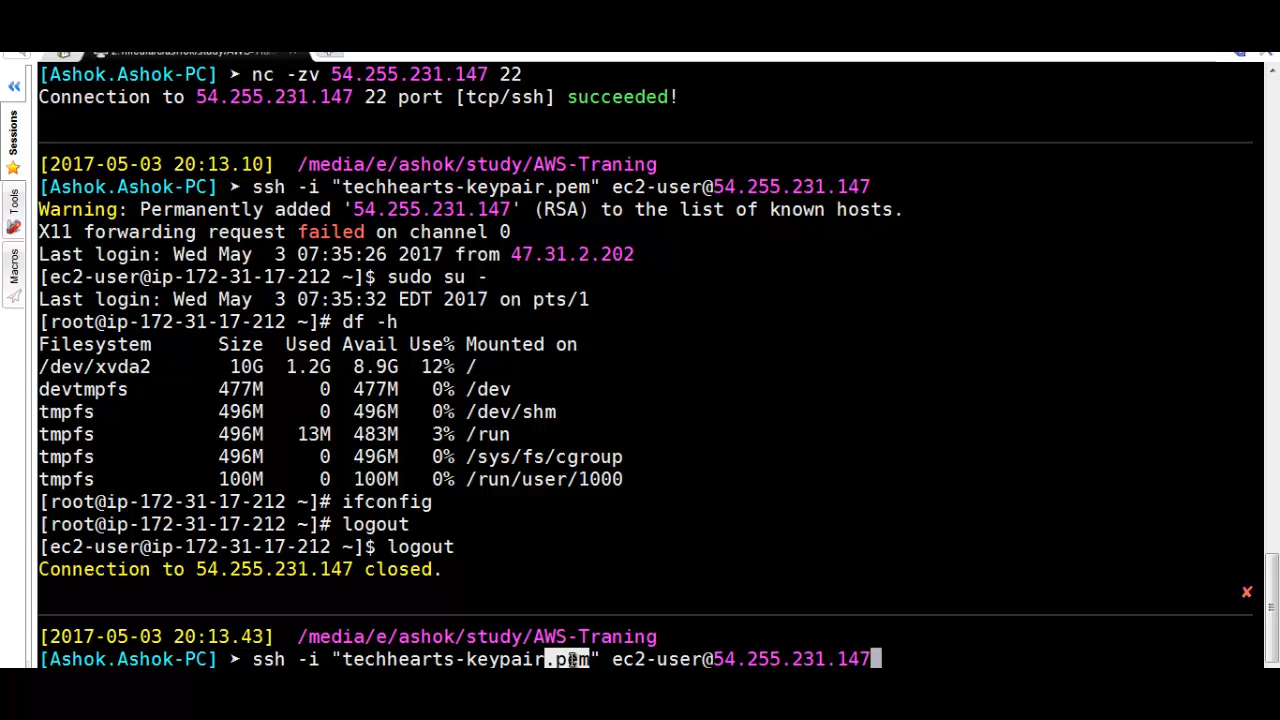 [Ashok.Ashok-PC] ➤ nc -zv 54.255.231.147 22
Connection to 54.255.231.147 22 port [tcp/ssh] succeeded!
[2017-05-03 20:13.10] /media/e/ashok/study/AWS-Traning
[Ashok.Ashok-PC] ➤ ssh -i "techhearts-keypair.pem" ec2-user@54.255.231.147
Warning: Permanently added '54.255.231.147' (RSA) to the list of known hosts.
X11 forwarding request failed on channel 0
Last login: Wed May  3 07:35:26 2017 from 47.31.2.202
[ec2-user@ip-172-31-17-212 ~]$ sudo su -
Last login: Wed May  3 07:35:32 EDT 2017 on pts/1
[root@ip-172-31-17-212 ~]# df -h
Filesystem      Size  Used Avail Use% Mounted on
/dev/xvda2       10G  1.2G  8.9G  12% /
devtmpfs        477M     0  477M   0% /dev
tmpfs           496M     0  496M   0% /dev/shm
tmpfs           496M   13M  483M   3% /run
tmpfs           496M     0  496M   0% /sys/fs/cgroup
tmpfs           100M     0  100M   0% /run/user/1000
[root@ip-172-31-17-212 ~]# ifconfig
[root@ip-172-31-17-212 ~]# logout
[ec2-user@ip-172-31-17-212 ~]$ logout
Connection to 54.255.231.147 closed.
[2017-05-03 20:13.43] /media/e/ashok/study/AWS-Traning
[Ashok.Ashok-PC] ➤ ssh -i "techhearts-keypair.pem" ec2-user@54.255.231.147
Sessions
Tools
Macros